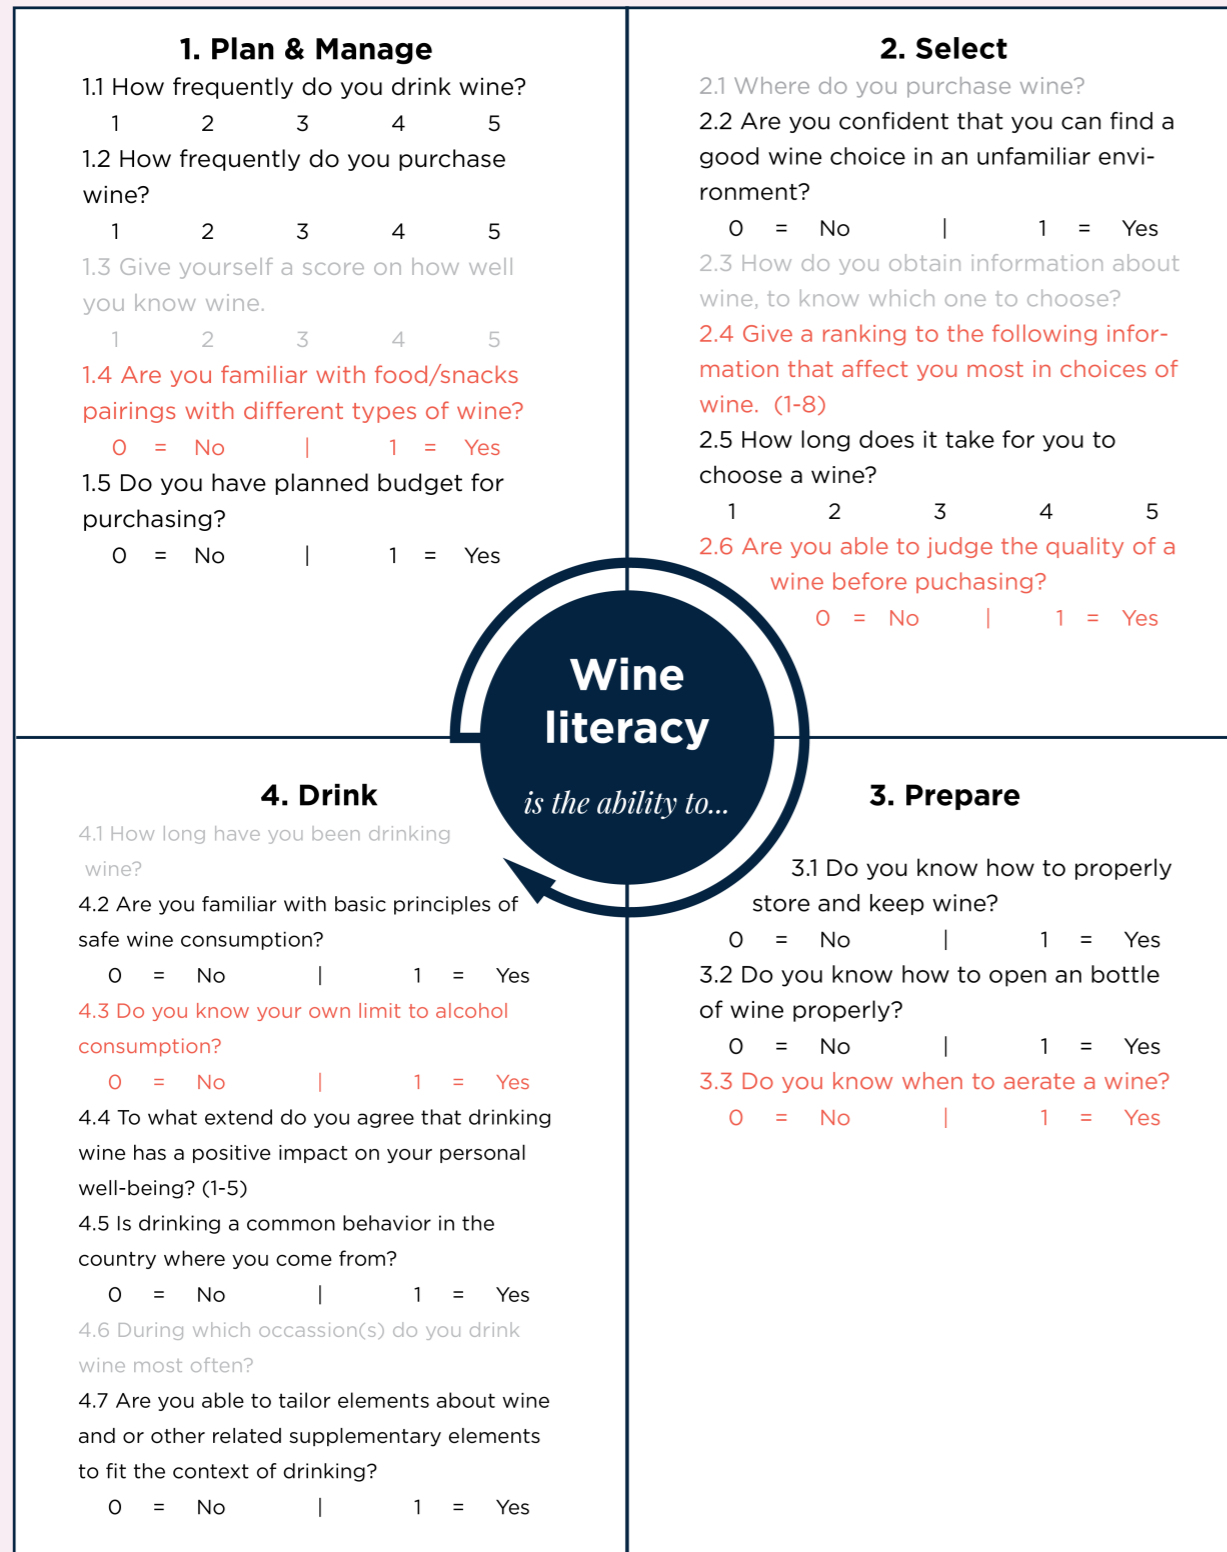 1. Plan & Manage
1.1 How frequently do you drink wine?
1 2 3 4 5
1.2 How frequently do you purchase
wine?
1 2 3 4 5
1.3 Give yourself a score on how well
you know wine.
1 2 3 4 5
1.4 Are you familiar with food/snacks
pairings with different types of wine?
0 = No | 1 = Yes
1.5 Do you have planned budget for
purchasing?
0 = No | 1 = Yes
2. Select
2.1 Where do you purchase wine?
2.2 Are you confident that you can find a
good wine choice in an unfamiliar envi-
ronment?
0 = No | 1 = Yes
2.3 How do you obtain information about
wine, to know which one to choose?
2.4 Give a ranking to the following infor-
mation that affect you most in choices of
wine. (1-8)
2.5 How long does it take for you to
choose a wine?
1 2 3 4 5
2.6 Are you able to judge the quality of a
wine before puchasing?
0 = No | 1 = Yes
Wine
literacy
is the ability to...
3. Prepare
3.1 Do you know how to properly
store and keep wine?
0 = No | 1 = Yes
3.2 Do you know how to open an bottle
of wine properly?
0 = No | 1 = Yes
3.3 Do you know when to aerate a wine?
0 = No | 1 = Yes
4. Drink
4.1 How long have you been drinking
wine?
4.2 Are you familiar with basic principles of
safe wine consumption?
0 = No | 1 = Yes
4.3 Do you know your own limit to alcohol
consumption?
0 = No | 1 = Yes
4.4 To what extend do you agree that drinking
wine has a positive impact on your personal
well-being? (1-5)
4.5 Is drinking a common behavior in the
country where you come from?
0 = No | 1 = Yes
4.6 During which occassion(s) do you drink
wine most often?
4.7 Are you able to tailor elements about wine
and or other related supplementary elements
to fit the context of drinking?
0 = No | 1 = Yes